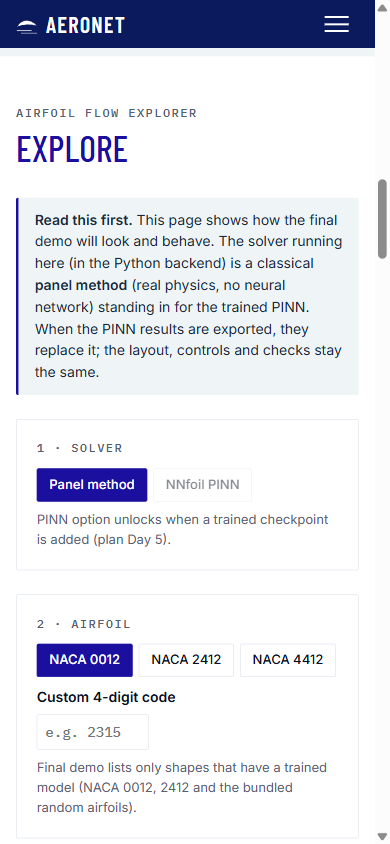 AERONET
AIRFOIL FLOW EXPLORER
EXPLORE
Read this first. This page shows how the final
demo will look and behave. The solver running
here (in the Python backend) is a classical
panel method (real physics, no neural
network) standing in for the trained PINN.
When the PINN results are exported, they
replace it; the layout, controls and checks stay
the same.
1 · SOLVER
Panel method NNfoil PINN
PINN option unlocks when a trained checkpoint
is added (plan Day 5).
2 · AIRFOIL
NACA 0012 NACA 2412 NACA 4412
Custom 4-digit code
e.g. 2315
Final demo lists only shapes that have a trained
model (NACA 0012, 2412 and the bundled
random airfoils).